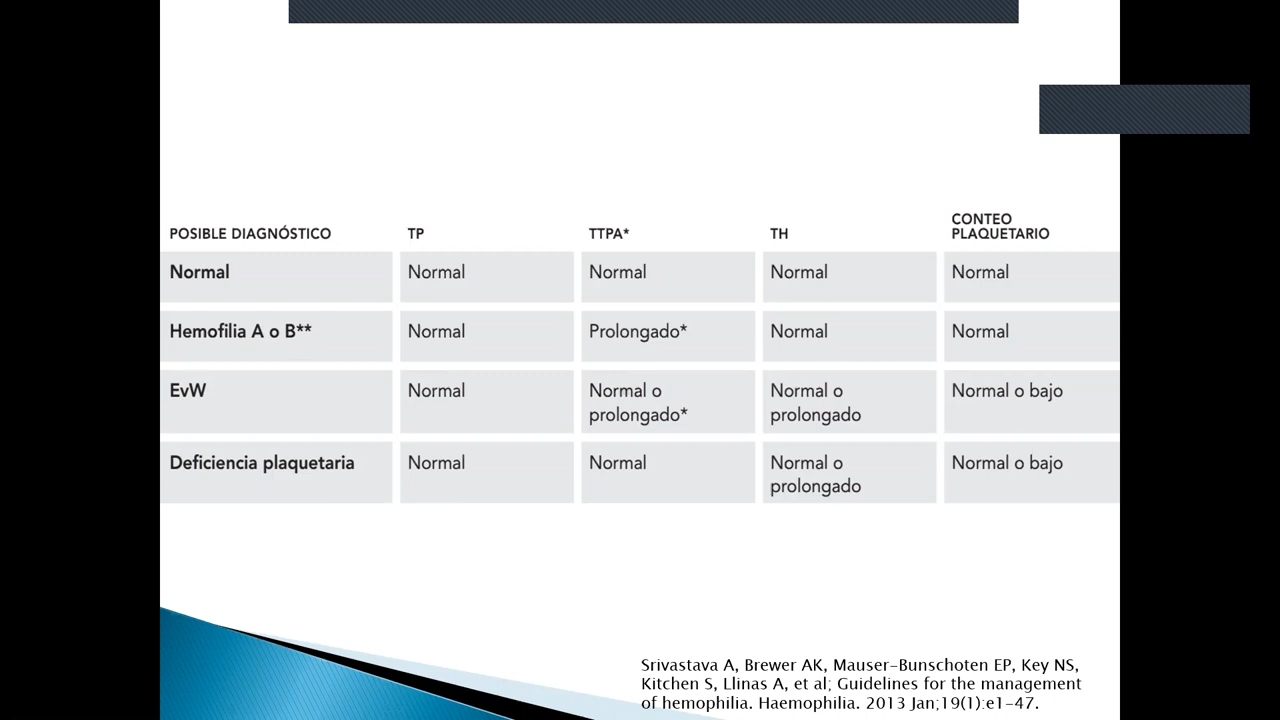 POSIBLE DIAGNÓSTICO TP TTPA* TH CONTEO PLAQUETARIO
Normal Normal Normal Normal Normal
Hemofilia A o B** Normal Prolongado* Normal Normal
EvW Normal Normal o prolongado* Normal o prolongado Normal o bajo
Deficiencia plaquetaria Normal Normal Normal o prolongado Normal o bajo
Srivastava A, Brewer AK, Mauser-Bunschoten EP, Key NS,
Kitchen S, Llinas A, et al; Guidelines for the management
of hemophilia. Haemophilia. 2013 Jan;19(1):e1-47.